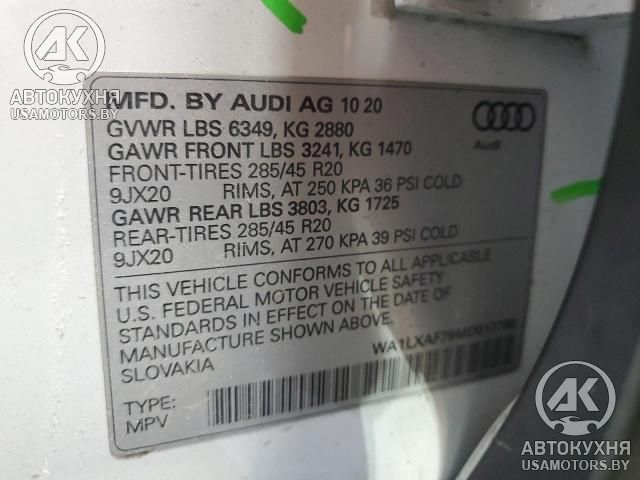 AK
АВТОКУХНЯ
USAMOTORS.BY
MFD. BY AUDI AG 10 20
GVWR LBS 6349, KG 2880
GAWR FRONT LBS 3241, KG 1470
FRONT-TIRES 285/45 R20
9JX20 RIMS, AT 250 KPA 36 PSI COLD
GAWR REAR LBS 3803, KG 1725
REAR-TIRES 285/45 R20
9JX20 RIMS, AT 270 KPA 39 PSI COLD
Audi
THIS VEHICLE CONFORMS TO ALL APPLICABLE
U.S. FEDERAL MOTOR VEHICLE SAFETY
STANDARDS IN EFFECT ON THE DATE OF
MANUFACTURE SHOWN ABOVE.
SLOVAKIA
TYPE:
MPV
AK
АВТОКУХНЯ
USAMOTORS.BY